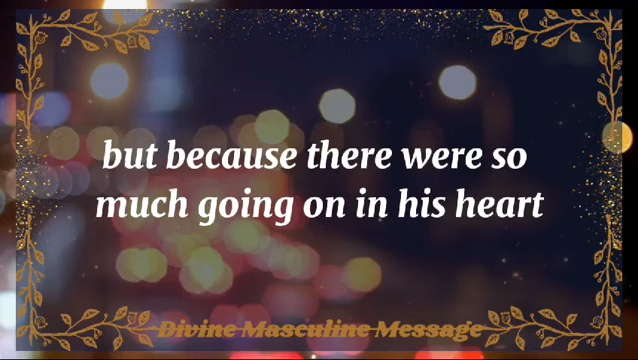 but because there were so
much going on in his heart
Divine Masculine Message